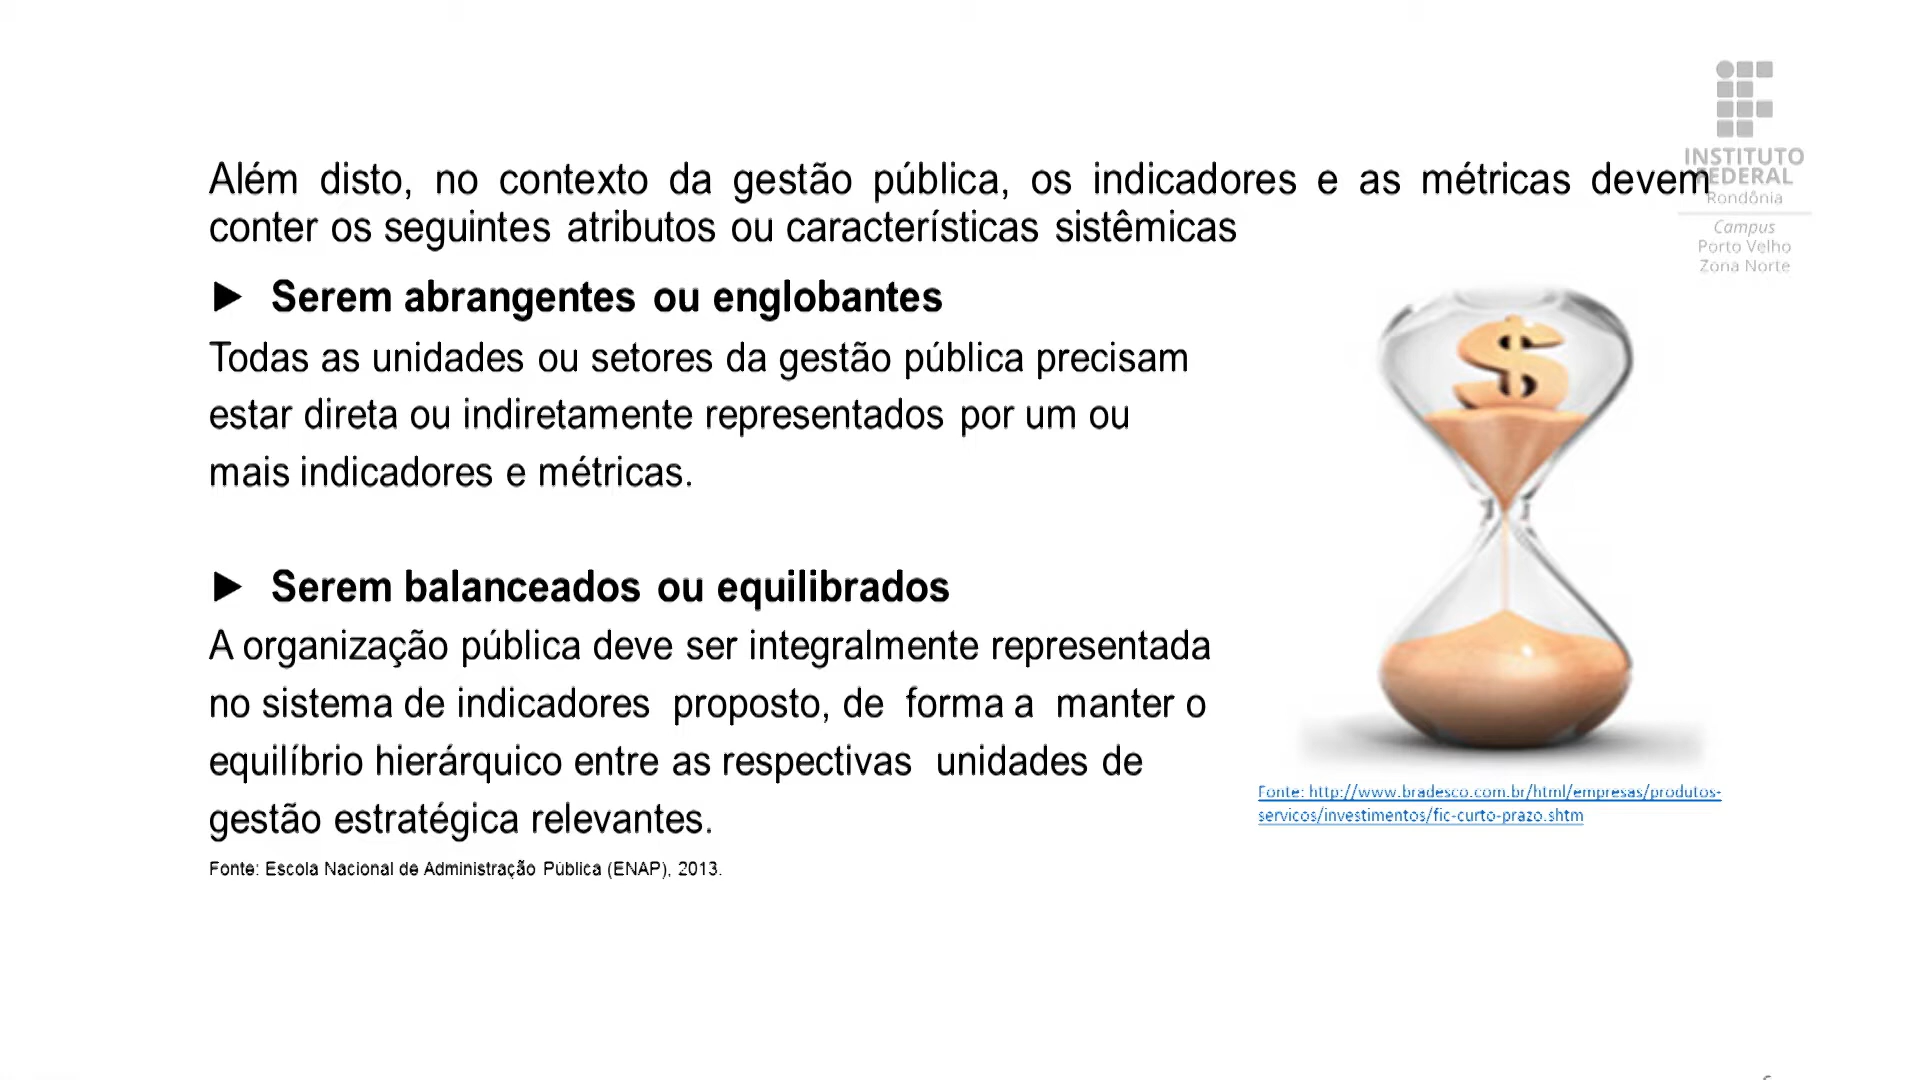 INSTITUTO
FEDERAL
Rondônia
Campus
Porto Velho
Zona Norte
Além disto, no contexto da gestão pública, os indicadores e as métricas devem
conter os seguintes atributos ou características sistêmicas
► Serem abrangentes ou englobantes
Todas as unidades ou setores da gestão pública precisam
estar direta ou indiretamente representados por um ou
mais indicadores e métricas.
► Serem balanceados ou equilibrados
A organização pública deve ser integralmente representada
no sistema de indicadores proposto, de forma a manter o
equilíbrio hierárquico entre as respectivas unidades de
gestão estratégica relevantes.
Fonte: Escola Nacional de Administração Pública (ENAP), 2013.
$
Fonte: http://www.bradesco.com.br/html/empresas/produtos-
servicos/investimentos/fic-curto-prazo.shtm